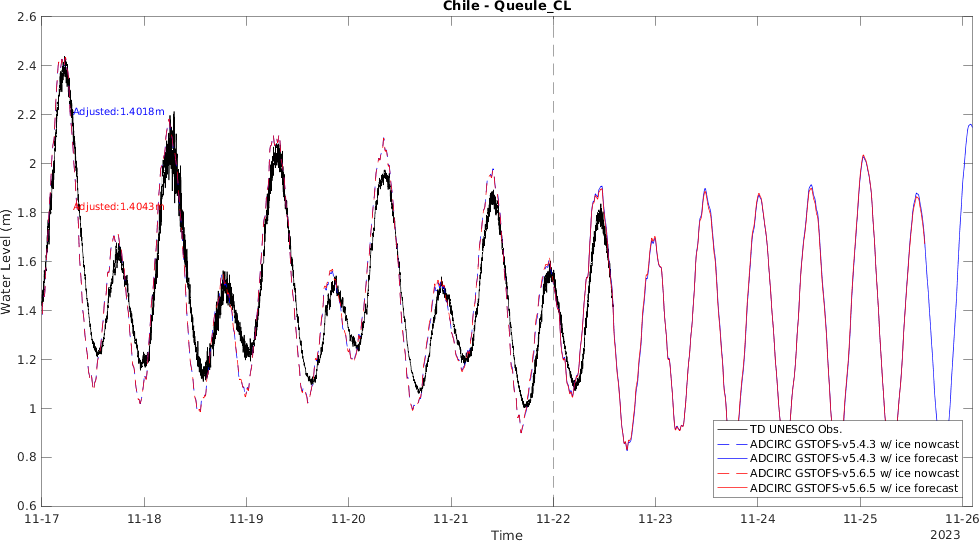 Chile - Queule_CL
2.6
2.4
2.2
2
1.8
1.6
1.4
1.2
1
0.8
0.6
Water Level (m)
Adjusted:1.4018m
Adjusted:1.4043m
TD UNESCO Obs.
ADCIRC GSTOFS-v5.4.3 w/ ice nowcast
ADCIRC GSTOFS-v5.4.3 w/ ice forecast
ADCIRC GSTOFS-v5.6.5 w/ ice nowcast
ADCIRC GSTOFS-v5.6.5 w/ ice forecast
11-17 11-18 11-19 11-20 11-21 11-22 11-23 11-24 11-25 11-26
Time 2023